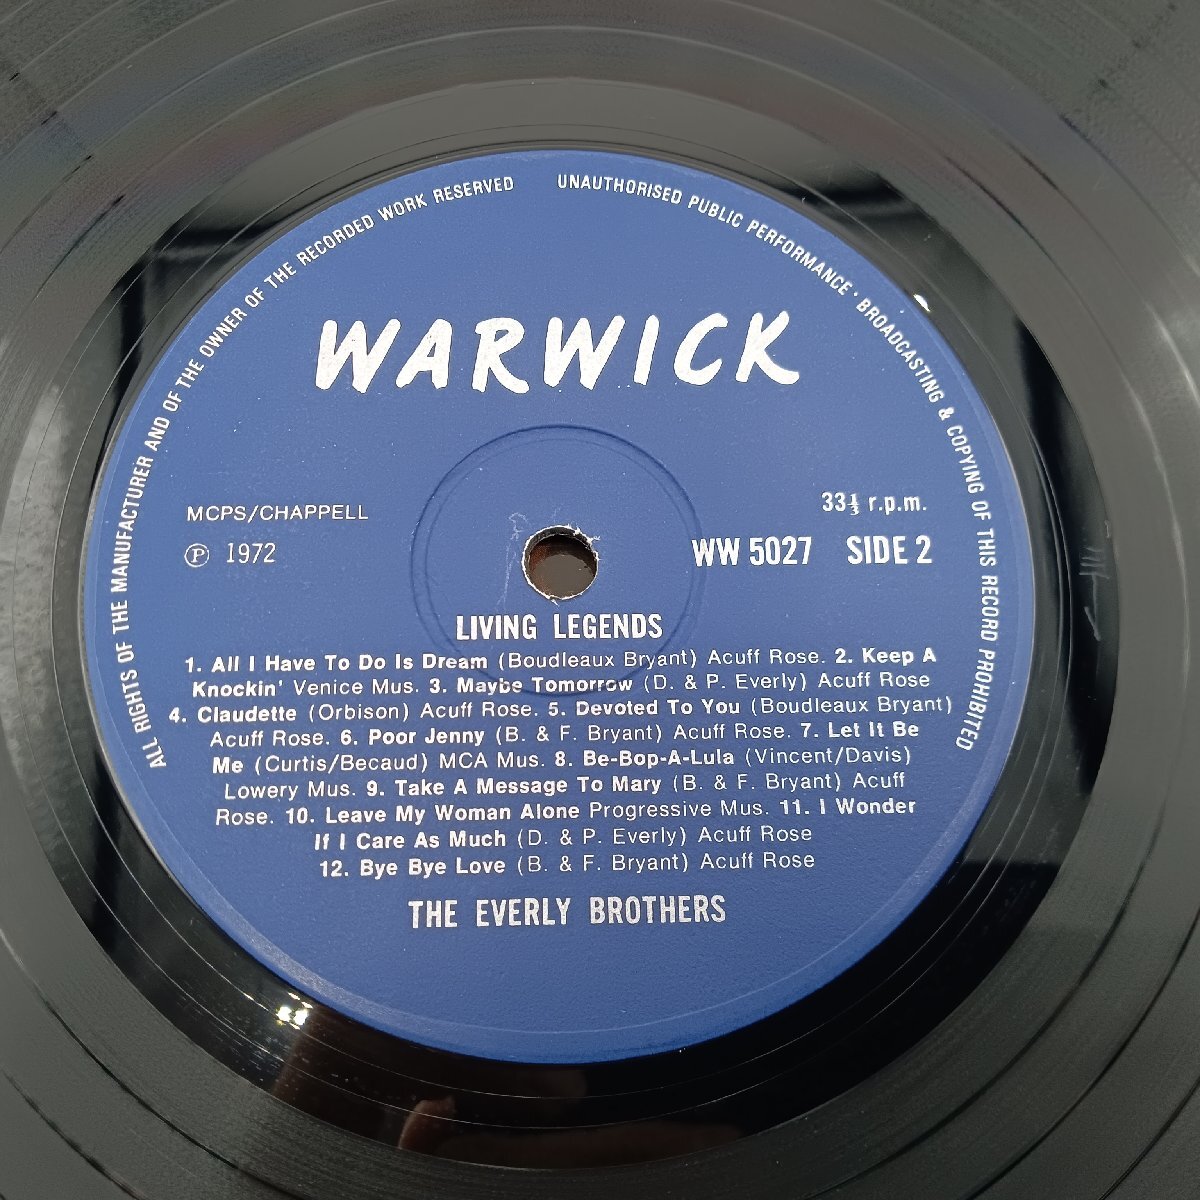 ALL RIGHTS OF THE MANUFACTURER AND OF THE OWNER OF THE RECORDED WORK RESERVED
UNAUTHORISED PUBLIC PERFORMANCE · BROADCASTING & COPYING OF THIS RECORD PROHIBITED
WARWICK
MCPS/CHAPPELL
Ⓟ 1972
33⅓ r.p.m.
WW 5027 SIDE 2
LIVING LEGENDS
1. All I Have To Do Is Dream (Boudleaux Bryant) Acuff Rose. 2. Keep A
Knockin' Venice Mus. 3. Maybe Tomorrow (D. & P. Everly) Acuff Rose
4. Claudette (Orbison) Acuff Rose. 5. Devoted To You (Boudleaux Bryant)
Acuff Rose. 6. Poor Jenny (B. & F. Bryant) Acuff Rose. 7. Let It Be
Me (Curtis/Becaud) MCA Mus. 8. Be-Bop-A-Lula (Vincent/Davis)
Lowery Mus. 9. Take A Message To Mary (B. & F. Bryant) Acuff
Rose. 10. Leave My Woman Alone Progressive Mus. 11. I Wonder
If I Care As Much (D. & P. Everly) Acuff Rose
12. Bye Bye Love (B. & F. Bryant) Acuff Rose
THE EVERLY BROTHERS